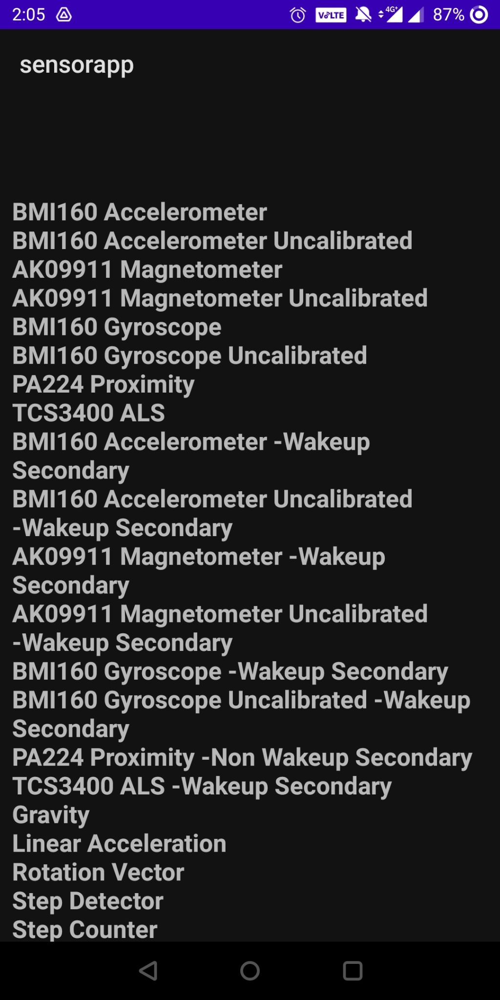 2:05 VoLTE 4G+ 87%
sensorapp
BMI160 Accelerometer
BMI160 Accelerometer Uncalibrated
AK09911 Magnetometer
AK09911 Magnetometer Uncalibrated
BMI160 Gyroscope
BMI160 Gyroscope Uncalibrated
PA224 Proximity
TCS3400 ALS
BMI160 Accelerometer -Wakeup
Secondary
BMI160 Accelerometer Uncalibrated
-Wakeup Secondary
AK09911 Magnetometer -Wakeup
Secondary
AK09911 Magnetometer Uncalibrated
-Wakeup Secondary
BMI160 Gyroscope -Wakeup Secondary
BMI160 Gyroscope Uncalibrated -Wakeup
Secondary
PA224 Proximity -Non Wakeup Secondary
TCS3400 ALS -Wakeup Secondary
Gravity
Linear Acceleration
Rotation Vector
Step Detector
Step Counter